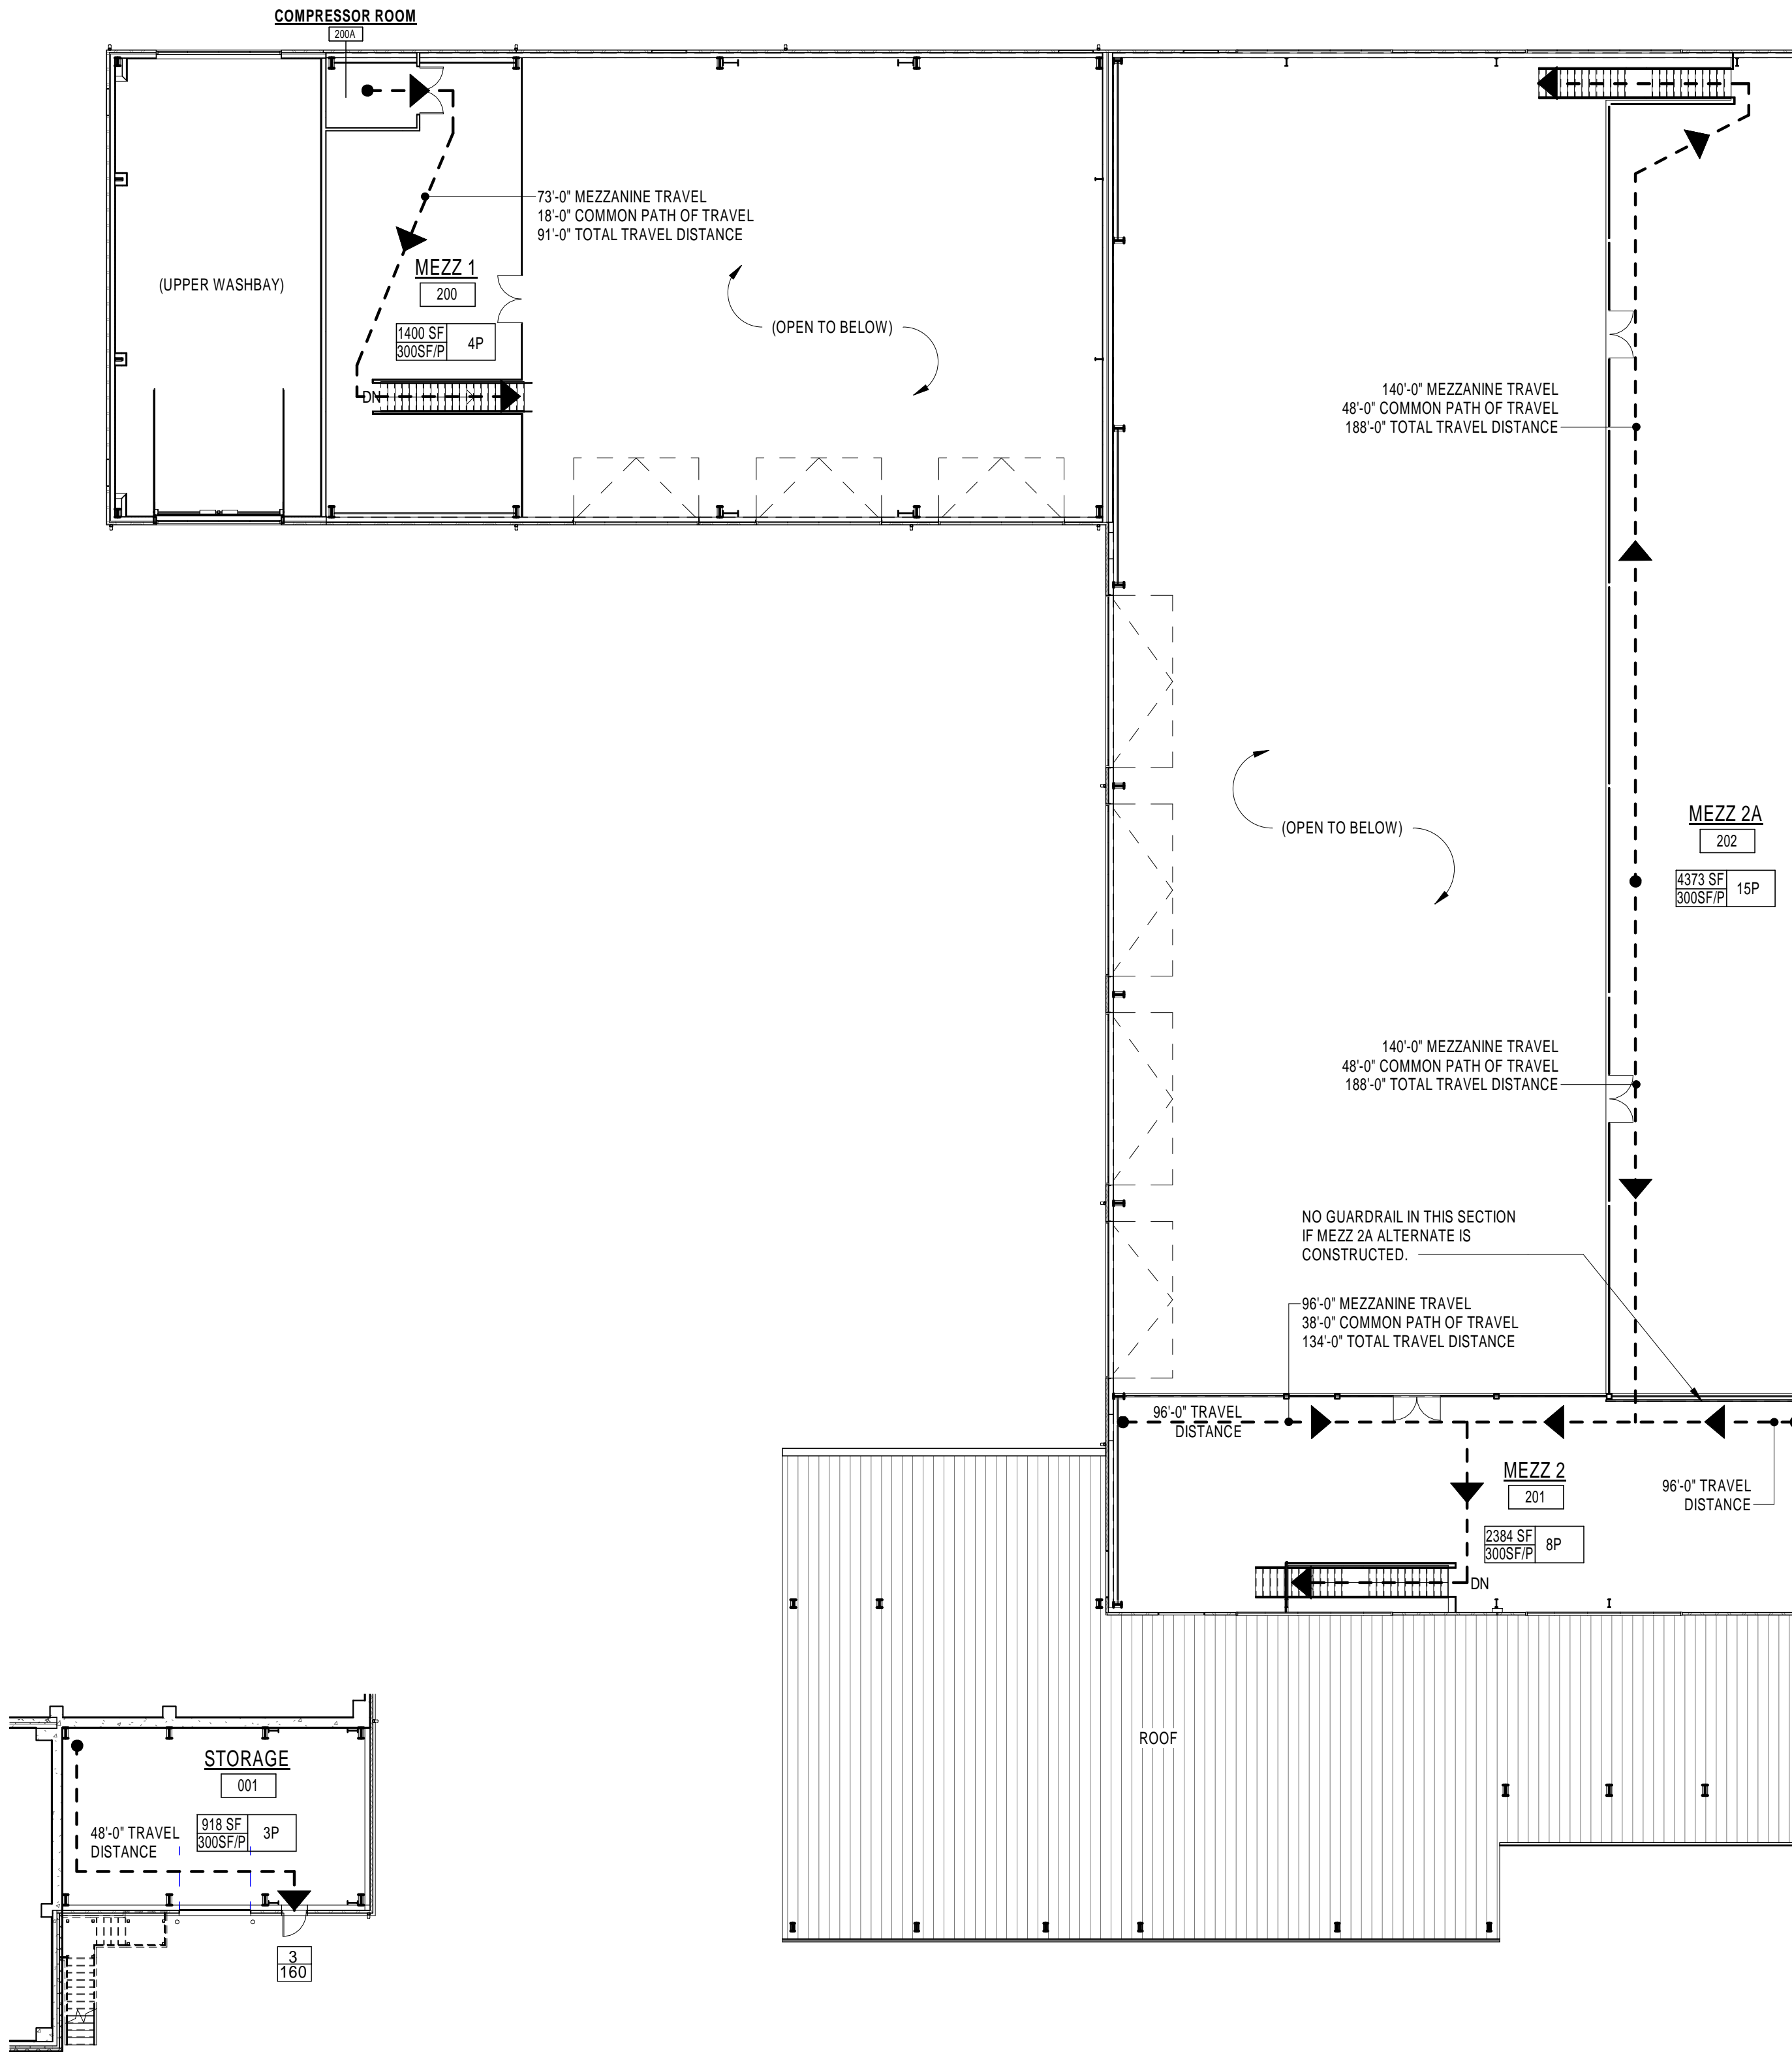 COMPRESSOR ROOM
200A
73'-0" MEZZANINE TRAVEL
18'-0" COMMON PATH OF TRAVEL
91'-0" TOTAL TRAVEL DISTANCE
MEZZ 1
200
1400 SF
300SF/P
4P
(UPPER WASHBAY)
(OPEN TO BELOW)
DN
140'-0" MEZZANINE TRAVEL
48'-0" COMMON PATH OF TRAVEL
188'-0" TOTAL TRAVEL DISTANCE
MEZZ 2A
202
4373 SF
300SF/P
15P
(OPEN TO BELOW)
140'-0" MEZZANINE TRAVEL
48'-0" COMMON PATH OF TRAVEL
188'-0" TOTAL TRAVEL DISTANCE
NO GUARDRAIL IN THIS SECTION
IF MEZZ 2A ALTERNATE IS
CONSTRUCTED.
96'-0" MEZZANINE TRAVEL
38'-0" COMMON PATH OF TRAVEL
134'-0" TOTAL TRAVEL DISTANCE
96'-0" TRAVEL
DISTANCE
MEZZ 2
201
2384 SF
300SF/P
8P
96'-0" TRAVEL
DISTANCE
DN
ROOF
STORAGE
001
918 SF
300SF/P
3P
48'-0" TRAVEL
DISTANCE
3
160